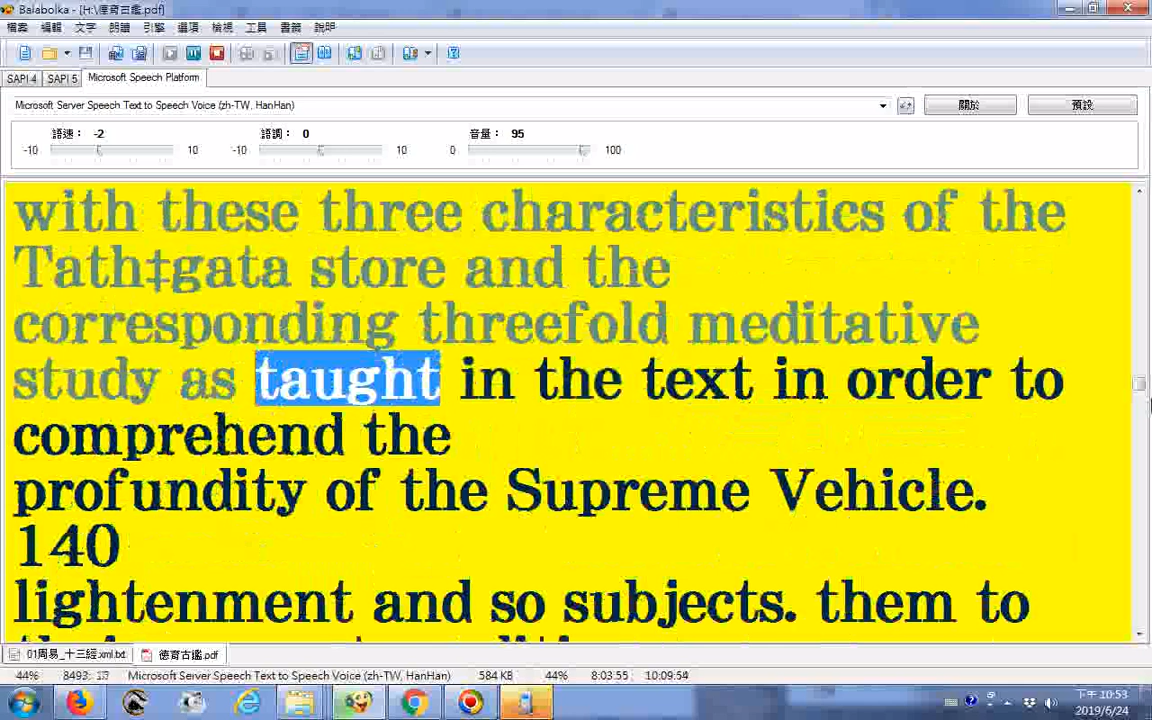 Balabolka - [H:\德育古鑑.pdf]
檔案 編輯 文字 朗讀 引擎 選項 檢視 工具 書籤 說明
SAPI 4 SAPI 5 Microsoft Speech Platform
Microsoft Server Speech Text to Speech Voice (zh-TW, HanHan) 關於 預設
語速： -2 語調： 0 音量： 95
-10 10 -10 10 0 100
with these three characteristics of the
Tath‡gata store and the
corresponding threefold meditative
study as taught in the text in order to
comprehend the
profundity of the Supreme Vehicle.
140
lightenment and so subjects. them to
01周易_十三經.xml.txt 德育古鑑.pdf
44% 8493: 13 Microsoft Server Speech Text to Speech Voice (zh-TW, HanHan) 584 KB 44% 8:03:55 10:09:54
下午 10:53
2019/6/24